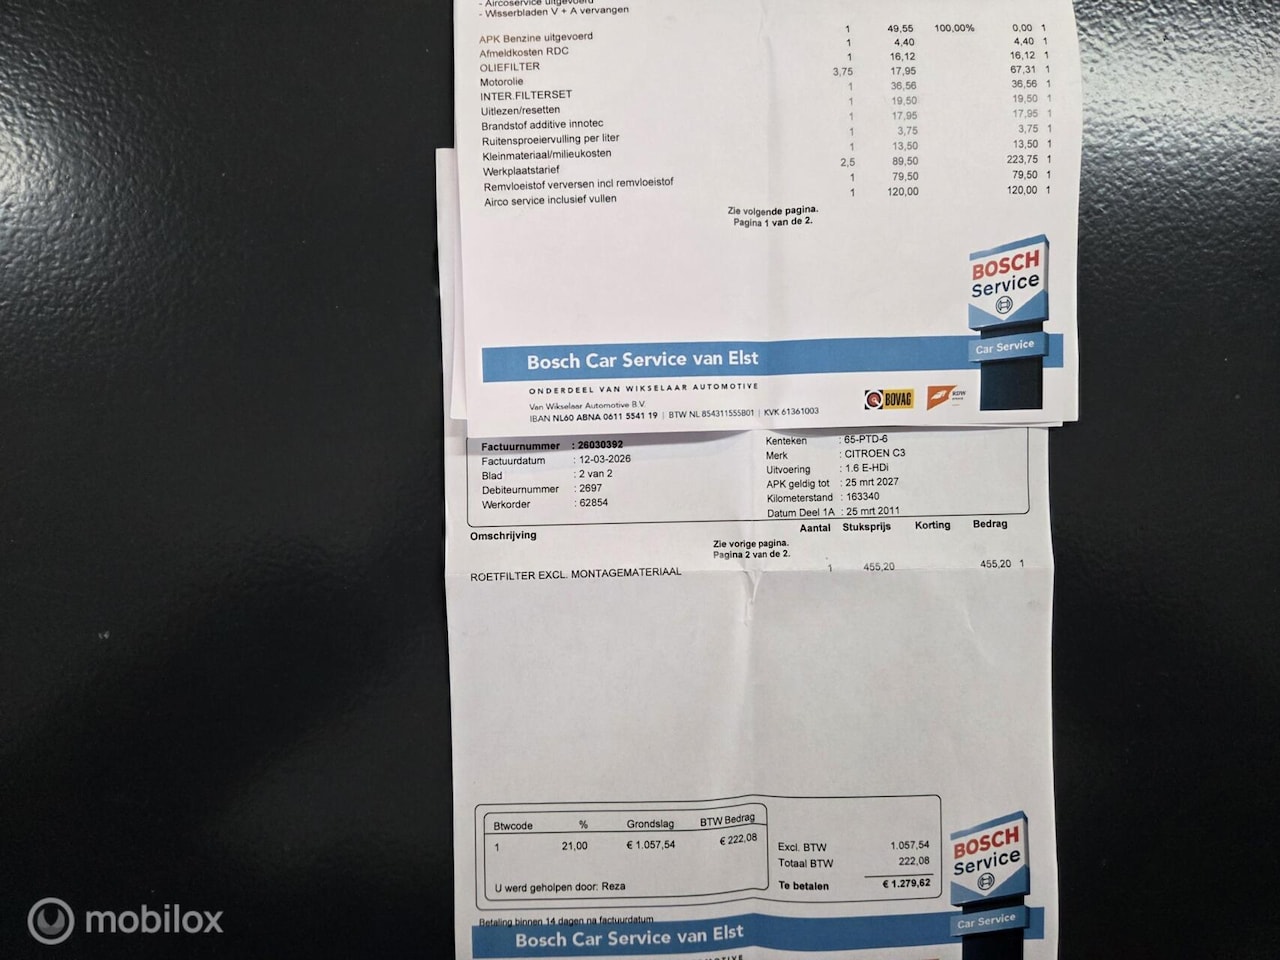 - Aircoservice uitgevoerd
- Wisserbladen V + A vervangen
APK Benzine uitgevoerd 1 49,55 100,00% 0,00 1
Afmeldkosten RDC 1 4,40 4,40 1
OLIEFILTER 1 16,12 16,12 1
Motorolie 3,75 17,95 67,31 1
INTER.FILTERSET 1 36,56 36,56 1
Uitlezen/resetten 1 19,50 19,50 1
Brandstof additive innotec 1 17,95 17,95 1
Ruitensproeiervulling per liter 1 3,75 3,75 1
Kleinmateriaal/milieukosten 1 13,50 13,50 1
Werkplaatstarief 2,5 89,50 223,75 1
Remvloeistof verversen incl remvloeistof 1 79,50 79,50 1
Airco service inclusief vullen 1 120,00 120,00 1
Zie volgende pagina.
Pagina 1 van de 2.
BOSCH
Service
Car Service
Bosch Car Service van Elst
ONDERDEEL VAN WIKSELAAR AUTOMOTIVE
Van Wikselaar Automotive B.V.
IBAN NL60 ABNA 0611 5541 19 | BTW NL 854311555B01 | KVK 61361003
BOVAG
RDW
Factuurnummer : 26030392
Factuurdatum : 12-03-2026
Blad : 2 van 2
Debiteurnummer : 2697
Werkorder : 62854
Kenteken : 65-PTD-6
Merk : CITROEN C3
Uitvoering : 1.6 E-HDi
APK geldig tot : 25 mrt 2027
Kilometerstand : 163340
Datum Deel 1A : 25 mrt 2011
Omschrijving Aantal Stuksprijs Korting Bedrag
Zie vorige pagina.
Pagina 2 van de 2.
ROETFILTER EXCL. MONTAGEMATERIAAL 1 455,20 455,20 1
Btwcode % Grondslag BTW Bedrag
1 21,00 € 1.057,54 € 222,08
U werd geholpen door: Reza
Excl. BTW 1.057,54
Totaal BTW 222,08
Te betalen € 1.279,62
BOSCH
Service
Car Service
Betaling binnen 14 dagen na factuurdatum
Bosch Car Service van Elst
mobilox